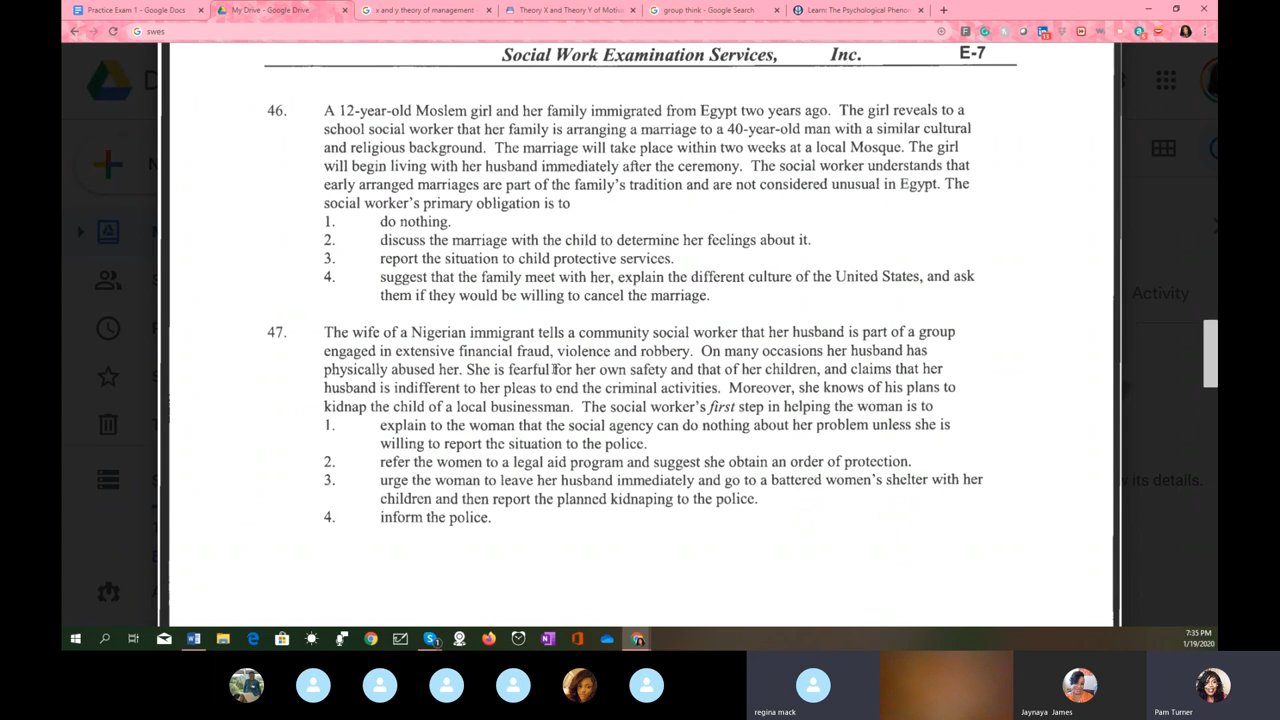 Practice Exam 1 - Google Docs
My Drive - Google Drive
x and y theory of management -
Theory X and Theory Y of Motiva
group think - Google Search
Learn: The Psychological Phenom
swes
Social Work Examination Services, Inc. E-7
46. A 12-year-old Moslem girl and her family immigrated from Egypt two years ago. The girl reveals to a
school social worker that her family is arranging a marriage to a 40-year-old man with a similar cultural
and religious background. The marriage will take place within two weeks at a local Mosque. The girl
will begin living with her husband immediately after the ceremony. The social worker understands that
early arranged marriages are part of the family's tradition and are not considered unusual in Egypt. The
social worker's primary obligation is to
1. do nothing.
2. discuss the marriage with the child to determine her feelings about it.
3. report the situation to child protective services.
4. suggest that the family meet with her, explain the different culture of the United States, and ask
them if they would be willing to cancel the marriage.
Activity
47. The wife of a Nigerian immigrant tells a community social worker that her husband is part of a group
engaged in extensive financial fraud, violence and robbery. On many occasions her husband has
physically abused her. She is fearful for her own safety and that of her children, and claims that her
husband is indifferent to her pleas to end the criminal activities. Moreover, she knows of his plans to
kidnap the child of a local businessman. The social worker's first step in helping the woman is to
1. explain to the woman that the social agency can do nothing about her problem unless she is
willing to report the situation to the police.
2. refer the women to a legal aid program and suggest she obtain an order of protection.
3. urge the woman to leave her husband immediately and go to a battered women's shelter with her
children and then report the planned kidnaping to the police.
w its details.
4. inform the police.
7:35 PM
1/19/2020
regina mack
Jaynaya James
Pam Turner